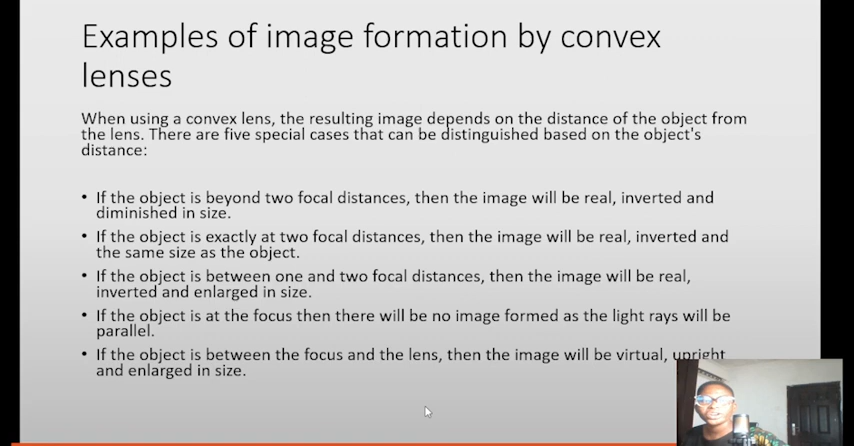 Examples of image formation by convex
lenses
When using a convex lens, the resulting image depends on the distance of the object from
the lens. There are five special cases that can be distinguished based on the object's
distance:
• If the object is beyond two focal distances, then the image will be real, inverted and
diminished in size.
• If the object is exactly at two focal distances, then the image will be real, inverted and
the same size as the object.
• If the object is between one and two focal distances, then the image will be real,
inverted and enlarged in size.
• If the object is at the focus then there will be no image formed as the light rays will be
parallel.
• If the object is between the focus and the lens, then the image will be virtual, upright
and enlarged in size.